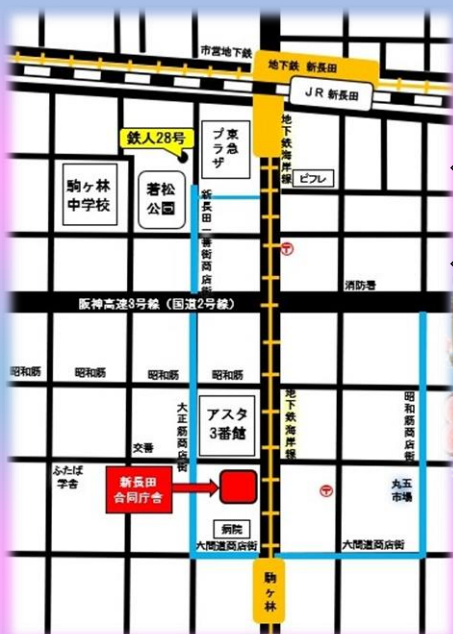 市営地下鉄
地下鉄 新長田
JR 新長田
鉄人28号
東急
プラザ
地下鉄海岸線
ピフレ
駒ヶ林
中学校
若松
公園
新長田一番街商店街
〒
消防署
阪神高速3号線（国道2号線）
昭和筋
昭和筋
昭和筋
昭和筋
大正筋商店街
アスタ
3番館
地下鉄海岸線
昭和筋商店街
交番
ふたば
学舎
新長田
合同庁舎
〒
丸五
市場
病院
六間道商店街
六間道商店街
駒ヶ林